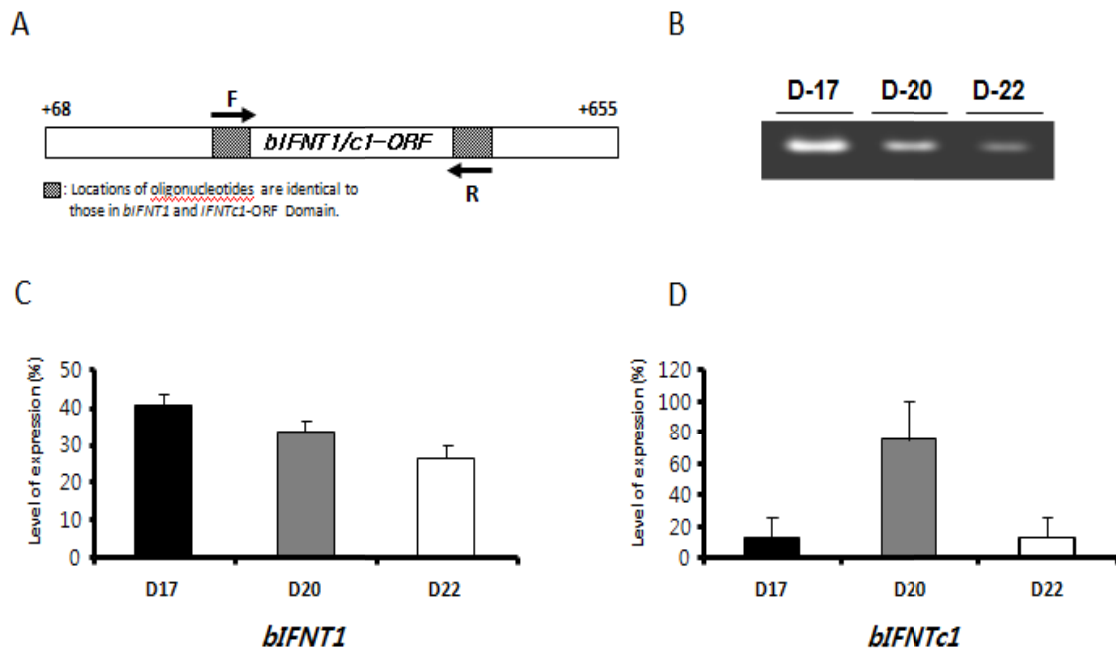 A
B
+68
F
+655
bIFNT1/c1-ORF
R
: Locations of oligonucleotides are identical to
those in bIFNT1 and IFNTc1-ORF Domain.
D-17 D-20 D-22
C
D
Level of expression (%)
50
40
30
20
10
0
D17 D20 D22
bIFNT1
Level of expression (%)
120
100
80
60
40
20
0
D17 D20 D22
bIFNTc1